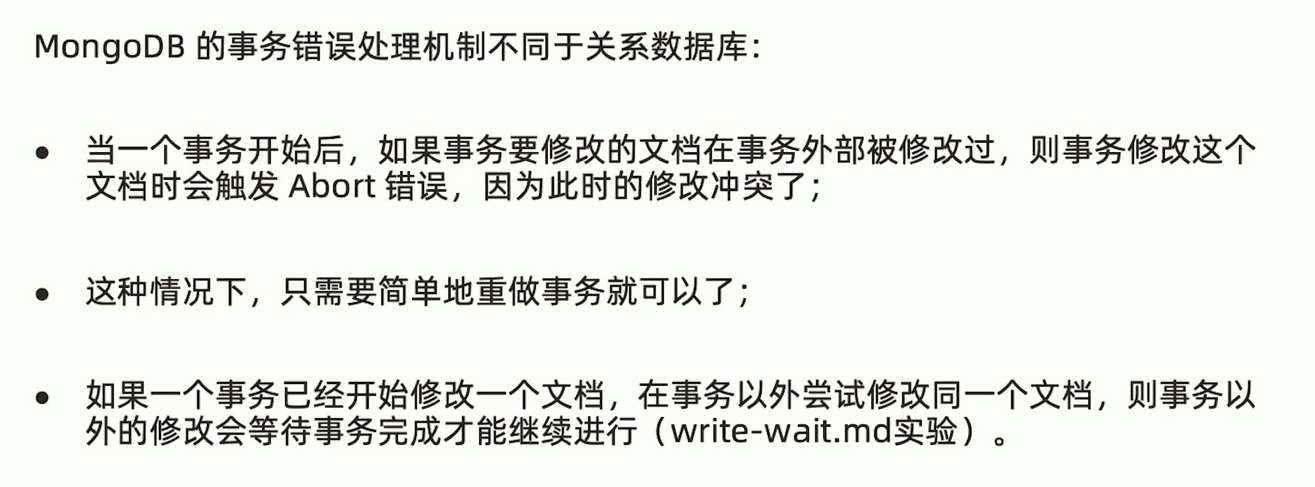 MongoDB 的事务错误处理机制不同于关系数据库：
• 当一个事务开始后，如果事务要修改的文档在事务外部被修改过，则事务修改这个
文档时会触发 Abort 错误，因为此时的修改冲突了；
• 这种情况下，只需要简单地重做事务就可以了；
• 如果一个事务已经开始修改一个文档，在事务以外尝试修改同一个文档，则事务以
外的修改会等待事务完成才能继续进行（write-wait.md实验）。